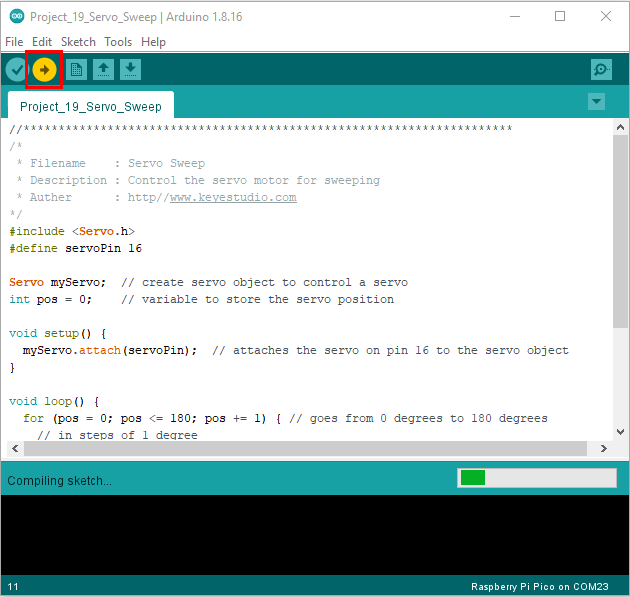 Project_19_Servo_Sweep | Arduino 1.8.16
File Edit Sketch Tools Help
Project_19_Servo_Sweep
//**********************************************************************
/*
 * Filename    : Servo Sweep
 * Description : Control the servo motor for sweeping
 * Auther      : http//www.keyestudio.com
*/
#include <Servo.h>
#define servoPin 16
Servo myServo;  // create servo object to control a servo
int pos = 0;    // variable to store the servo position
void setup() {
  myServo.attach(servoPin);  // attaches the servo on pin 16 to the servo object
}
void loop() {
  for (pos = 0; pos <= 180; pos += 1) { // goes from 0 degrees to 180 degrees
    // in steps of 1 degree
Compiling sketch...
11 Raspberry Pi Pico on COM23